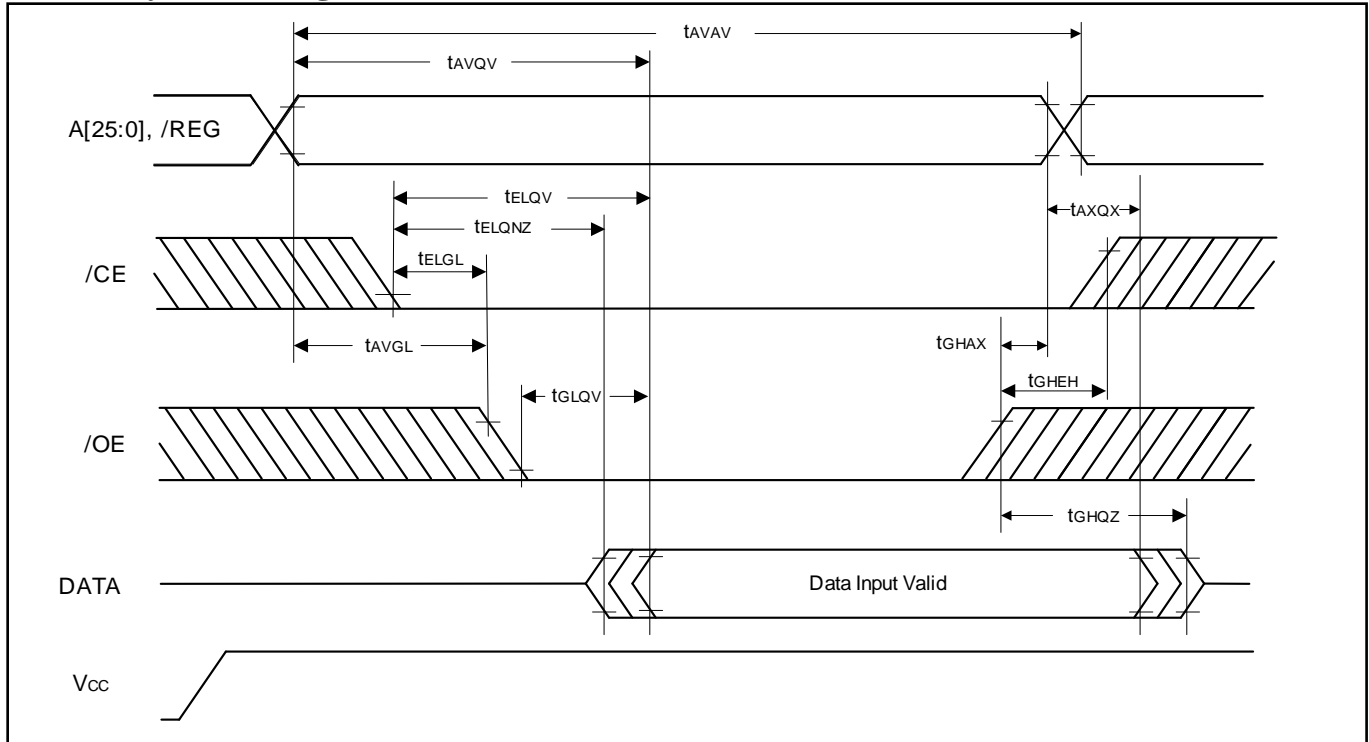 tAVAV
tAVQV
A[25:0], /REG
tELQV
tAXQX
tELQNZ
tELGL
/CE
tAVGL
tGHAX
tGHEH
tGLQV
/OE
tGHQZ
DATA
Data Input Valid
Vcc